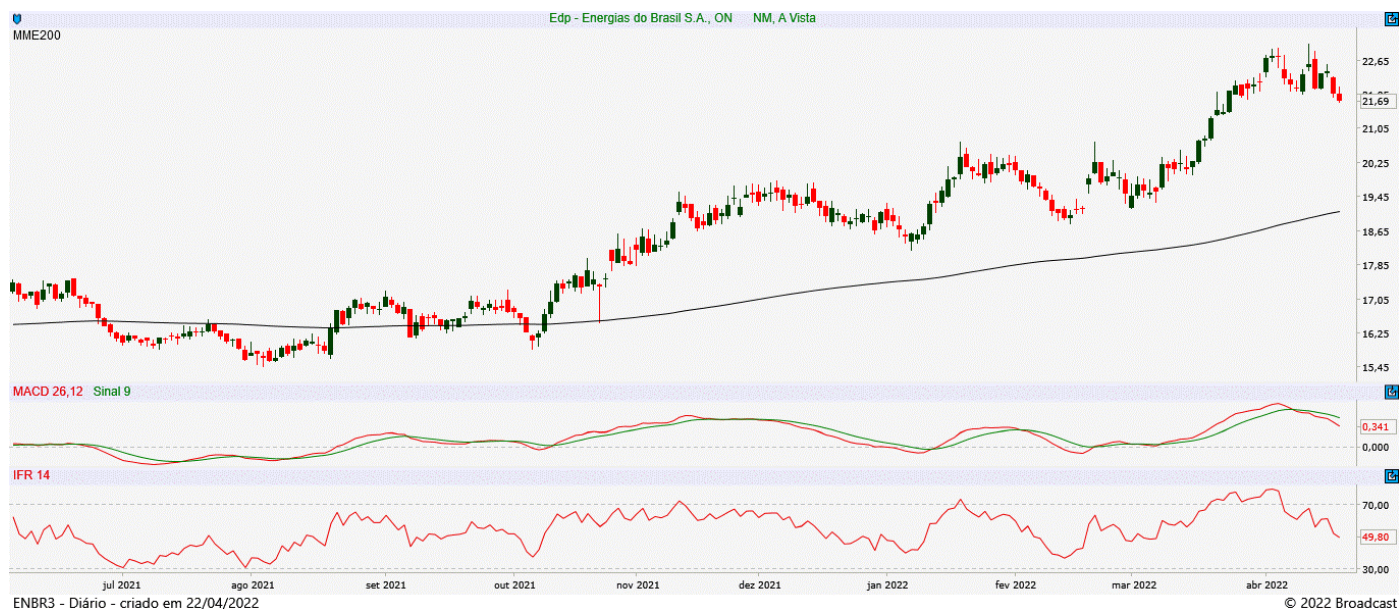 Edp - Energias do Brasil S.A., ON NM, A Vista
MME200
22,65
21,69
21,05
20,25
19,45
18,65
17,85
17,05
16,25
15,45
MACD 26,12 Sinal 9
0,341
0,000
IFR 14
70,00
49,80
30,00
jul 2021 ago 2021 set 2021 out 2021 nov 2021 dez 2021 jan 2022 fev 2022 mar 2022 abr 2022
ENBR3 - Diário - criado em 22/04/2022 © 2022 Broadcast